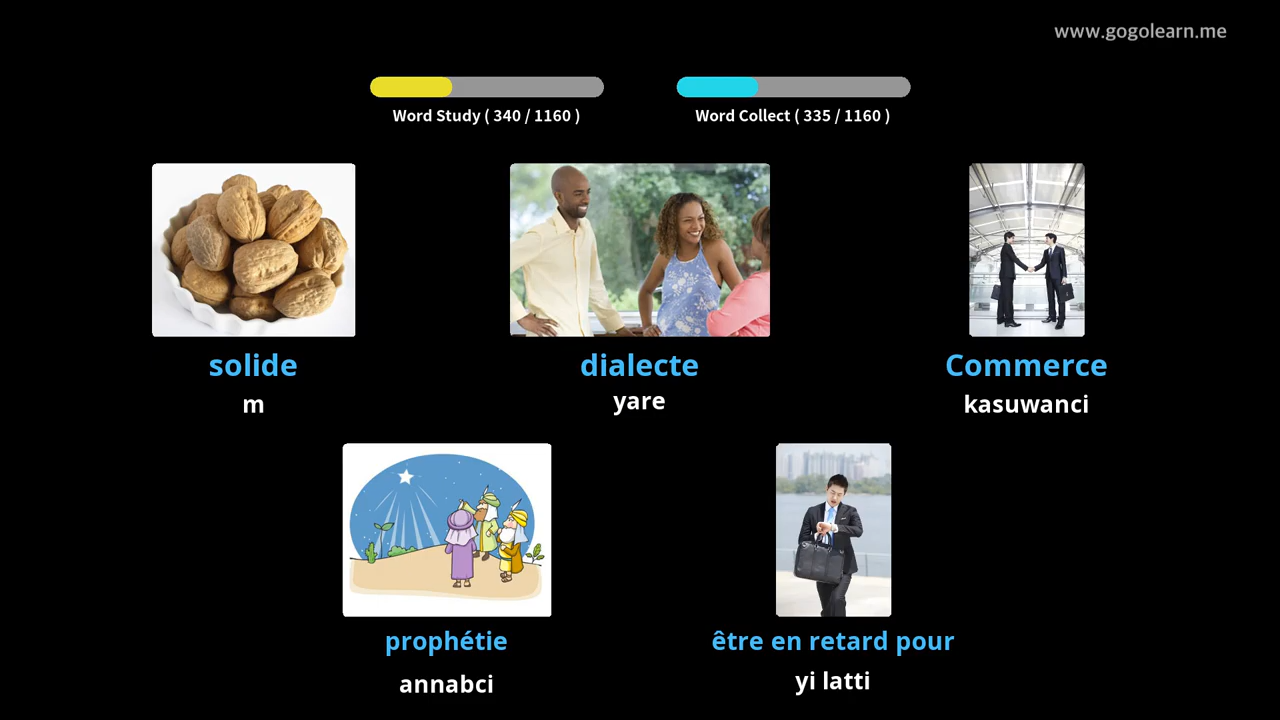 www.gogolearn.me
Word Study ( 340 / 1160 )
Word Collect ( 335 / 1160 )
solide
m
dialecte
yare
Commerce
kasuwanci
prophétie
annabci
être en retard pour
yi latti